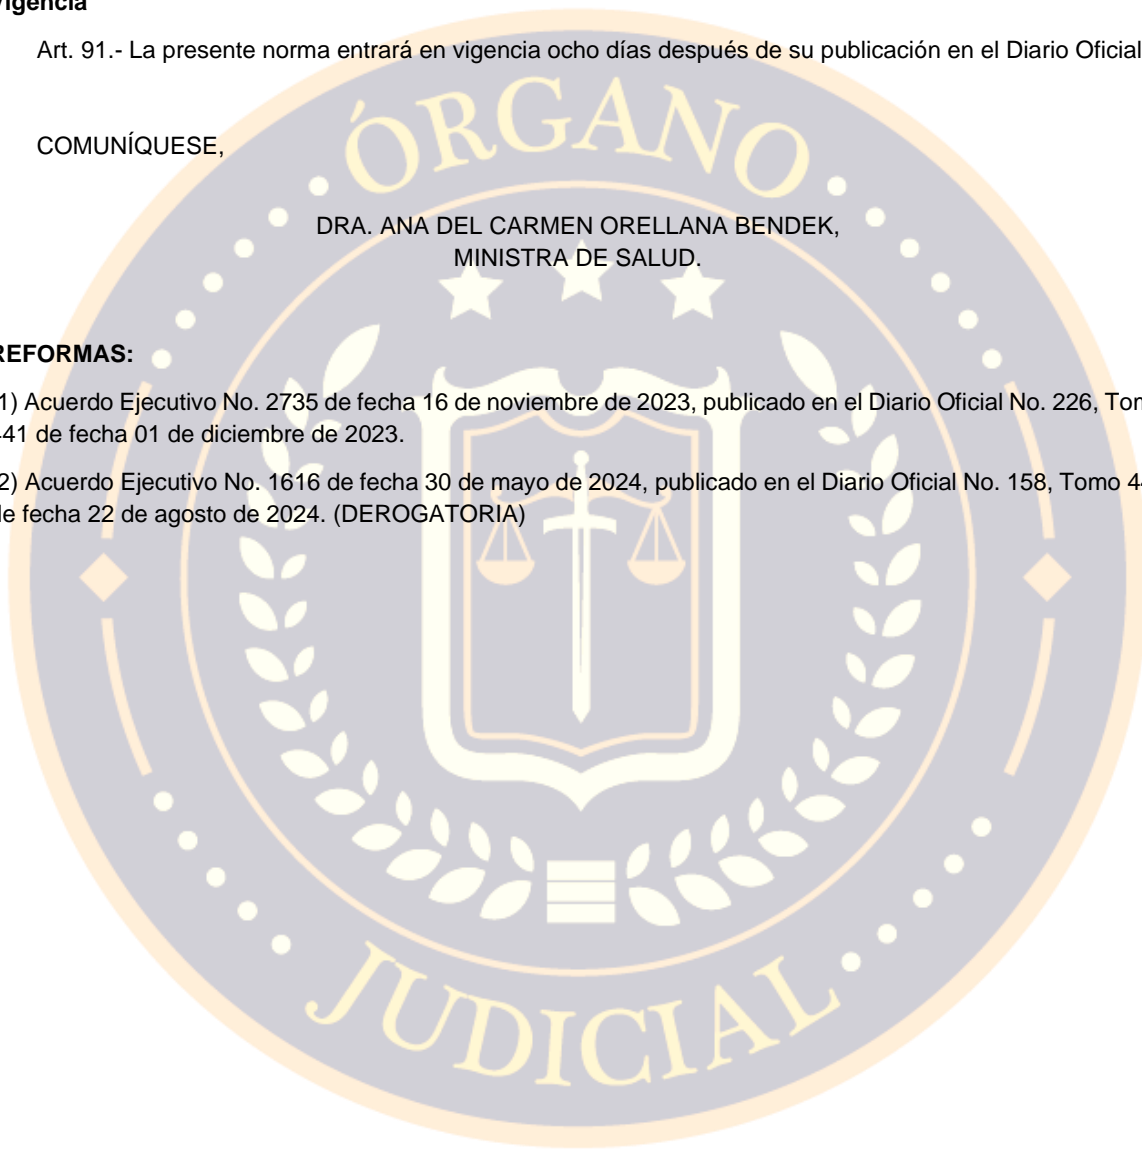 Vigencia
Art. 91.- La presente norma entrará en vigencia ocho días después de su publicación en el Diario Oficial
COMUNÍQUESE,
DRA. ANA DEL CARMEN ORELLANA BENDEK,
MINISTRA DE SALUD.
REFORMAS:
1) Acuerdo Ejecutivo No. 2735 de fecha 16 de noviembre de 2023, publicado en el Diario Oficial No. 226,
441 de fecha 01 de diciembre de 2023.
2) Acuerdo Ejecutivo No. 1616 de fecha 30 de mayo de 2024, publicado en el Diario Oficial No. 158, Tomo
de fecha 22 de agosto de 2024. (DEROGATORIA)
ÓRGANO
JUDICIAL